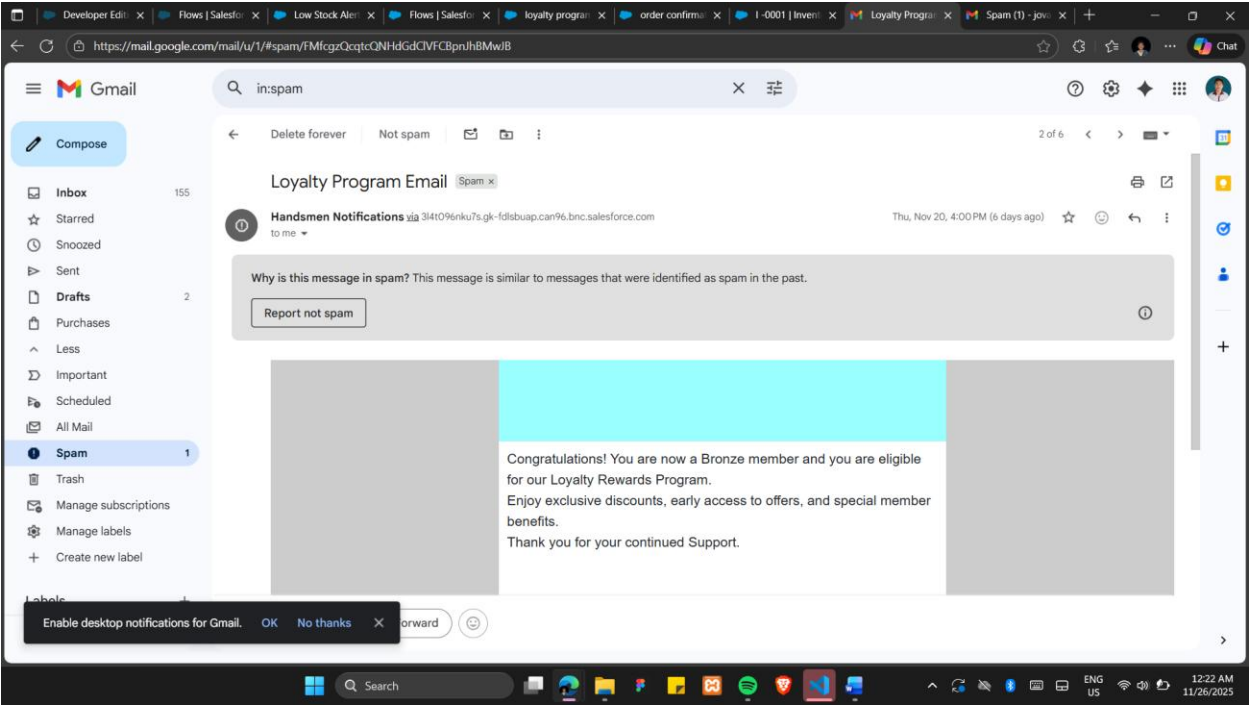 Developer Editi
Flows | Salesfor
Low Stock Alert
Flows | Salesfor
loyalty program
order confirma
I -0001 | Invent
Loyalty Program
Spam (1) - jova
https://mail.google.com/mail/u/1/#spam/FMfcgzQcqtcQNHdGdClVFCBpnJhBMwJB
Chat
Gmail
in:spam
Compose
Delete forever
Not spam
2 of 6
Loyalty Program Email
Spam x
Inbox 155
Starred
Snoozed
Sent
Drafts 2
Purchases
Less
Important
Scheduled
All Mail
Spam 1
Trash
Manage subscriptions
Manage labels
Create new label
Labels
Handsmen Notifications via 3l4t096nku7s.gk-fdlsbuap.can96.bnc.salesforce.com
Thu, Nov 20, 4:00 PM (6 days ago)
to me
Why is this message in spam? This message is similar to messages that were identified as spam in the past.
Report not spam
Congratulations! You are now a Bronze member and you are eligible
for our Loyalty Rewards Program.
Enjoy exclusive discounts, early access to offers, and special member
benefits.
Thank you for your continued Support.
Enable desktop notifications for Gmail. OK No thanks
orward
Search
ENG
US
12:22 AM
11/26/2025